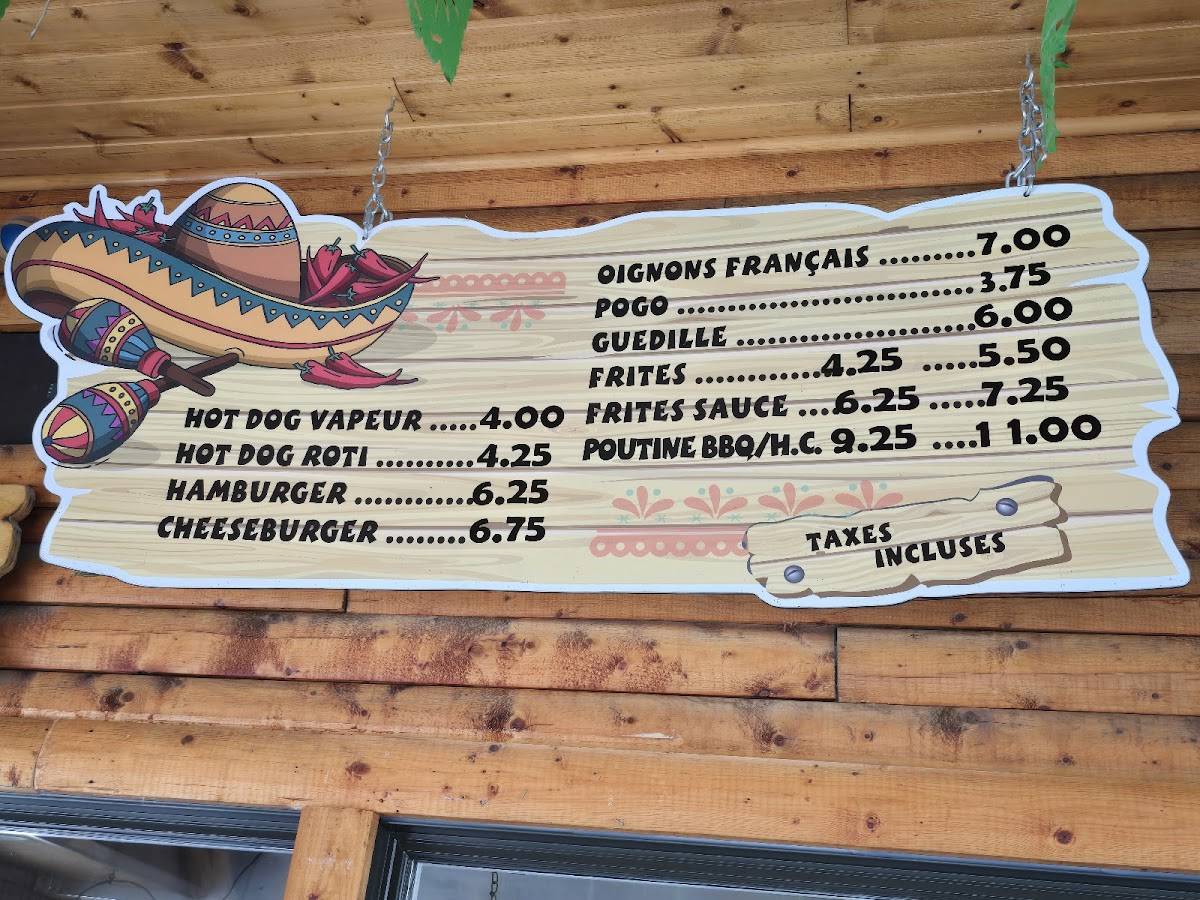 HOT DOG VAPEUR .....4.00
HOT DOG ROTI ..........4.25
HAMBURGER ............6.25
CHEESEBURGER ........6.75
OIGNONS FRANÇAIS ..........7.00
POGO ..............................3.75
GUEDILLE .........................6.00
FRITES .............4.25 .....5.50
FRITES SAUCE ....6.25 .....7.25
POUTINE BBQ/H.C. 9.25 ....11.00
TAXES
INCLUSES